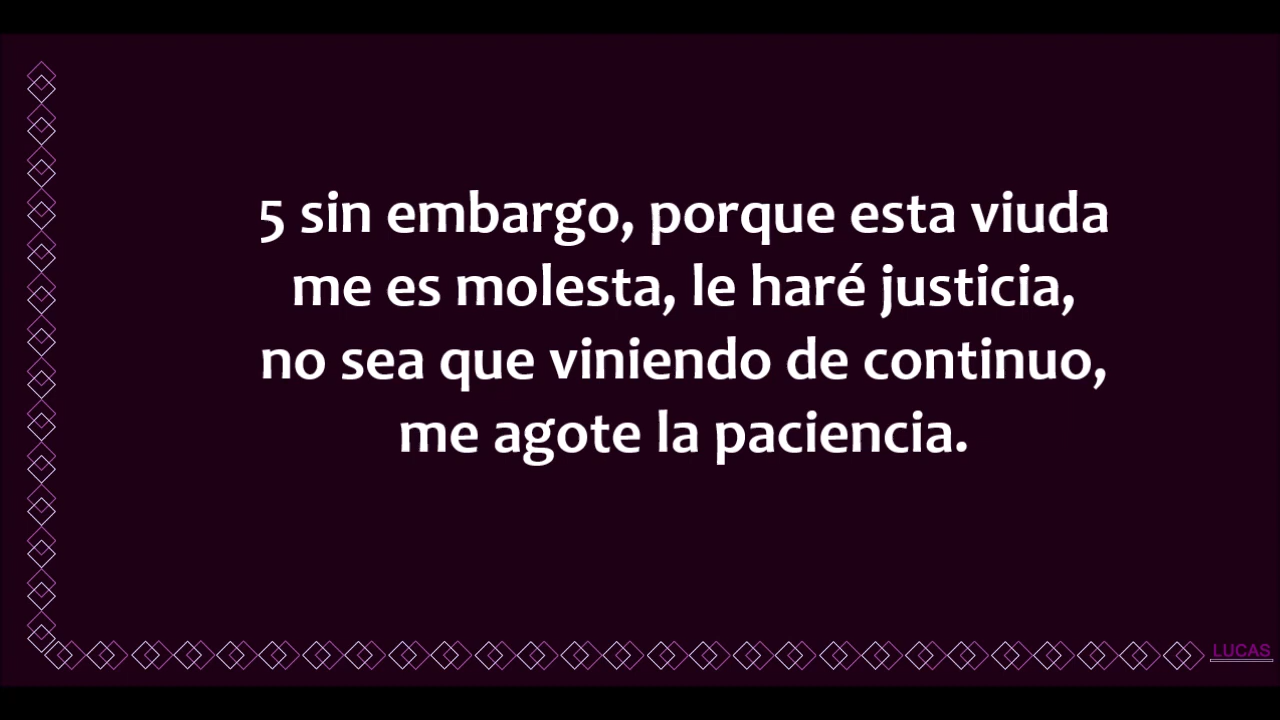 5 sin embargo, porque esta viuda
me es molesta, le haré justicia,
no sea que viniendo de continuo,
me agote la paciencia.
LUCAS